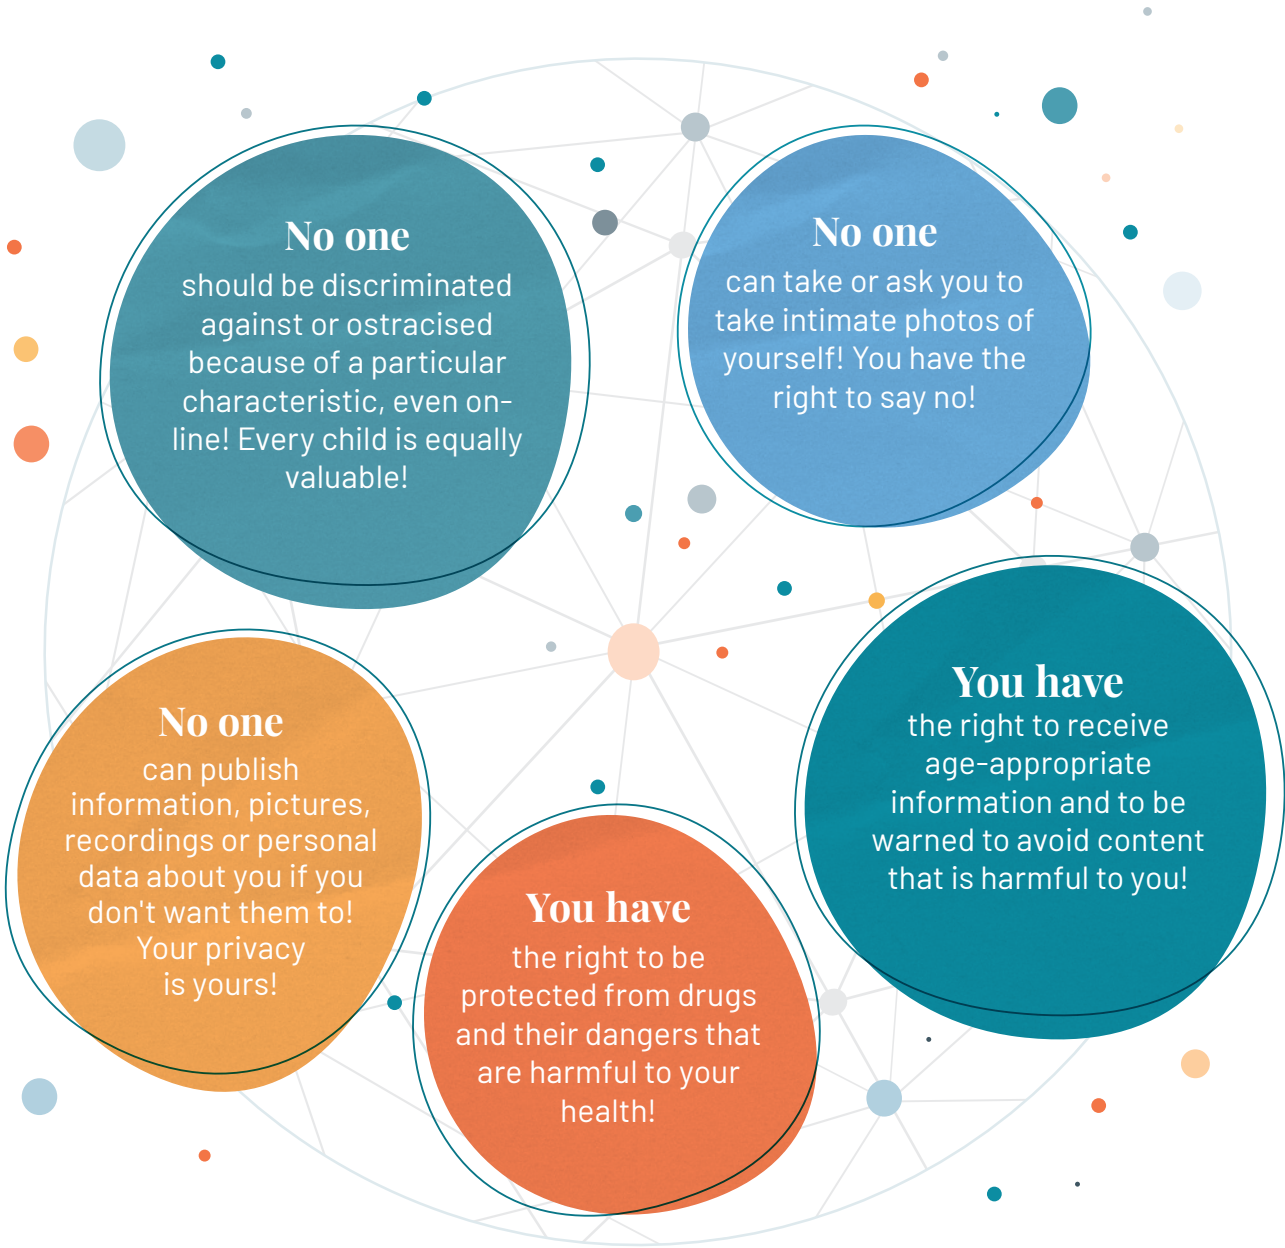 No one
should be discriminated
against or ostracised
because of a particular
characteristic, even on-
line! Every child is equally
valuable!
No one
can take or ask you to
take intimate photos of
yourself! You have the
right to say no!
No one
can publish
information, pictures,
recordings or personal
data about you if you
don't want them to!
Your privacy
is yours!
You have
the right to be
protected from drugs
and their dangers that
are harmful to your
health!
You have
the right to receive
age-appropriate
information and to be
warned to avoid content
that is harmful to you!